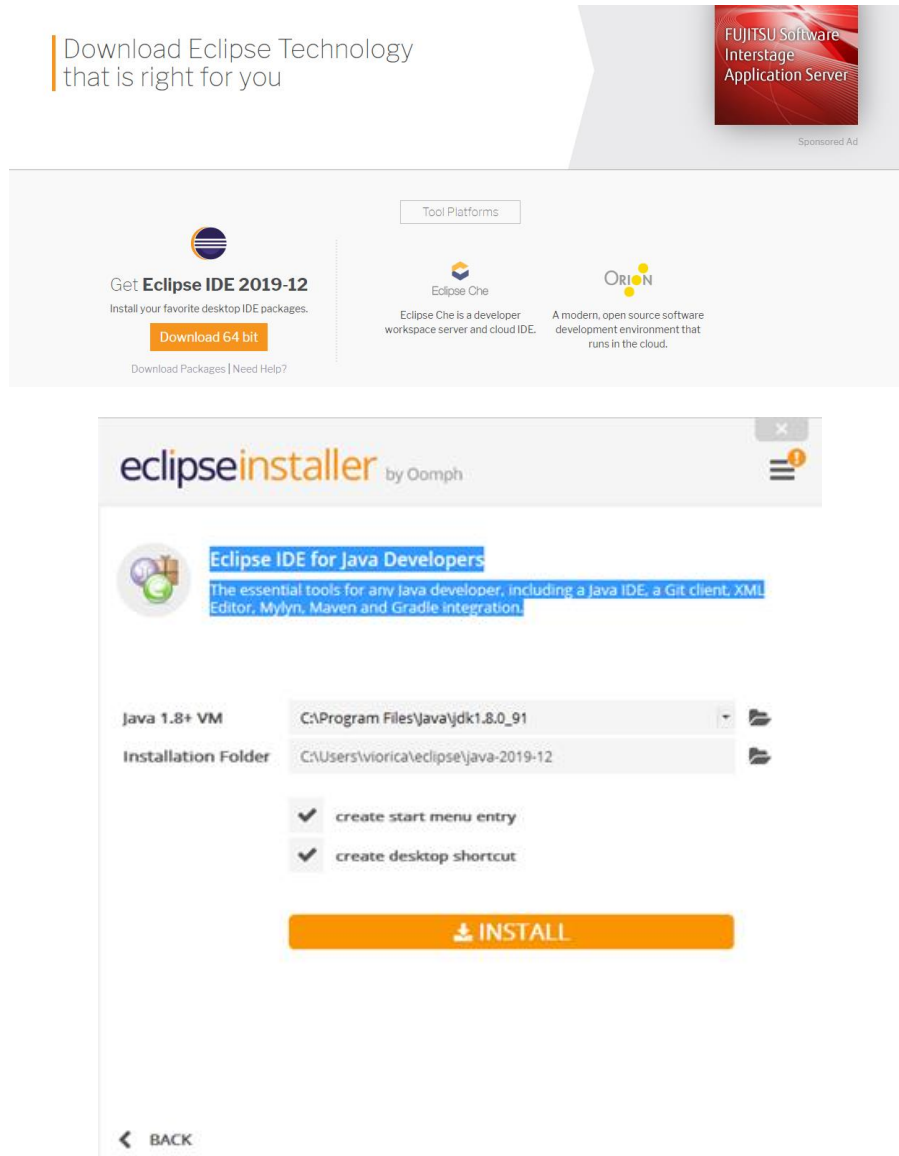 Download Eclipse Technology
that is right for you
FUJITSU Software
Interstage
Application Server
Sponsored Ad
Tool Platforms
Get Eclipse IDE 2019-12
Install your favorite desktop IDE packages.
Download 64 bit
Download Packages | Need Help?
Eclipse Che
Eclipse Che is a developer
workspace server and cloud IDE.
ORION
A modern, open source software
development environment that
runs in the cloud.
eclipseinstaller by Oomph
Eclipse IDE for Java Developers
The essential tools for any Java developer, including a Java IDE, a Git client, XML
Editor, Mylyn, Maven and Gradle integration.
Java 1.8+ VM C:\Program Files\Java\jdk1.8.0_91
Installation Folder C:\Users\viorica\eclipse\java-2019-12
create start menu entry
create desktop shortcut
INSTALL
BACK